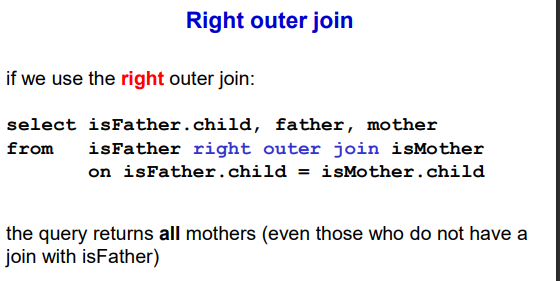 Right outer join
if we use the right outer join:
select isFather.child, father, mother
from isFather right outer join isMother
on isFather.child = isMother.child
the query returns all mothers (even those who do not have a
join with isFather)